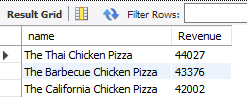 Result Grid Filter Rows:
name Revenue
The Thai Chicken Pizza 44027
The Barbecue Chicken Pizza 43376
The California Chicken Pizza 42002